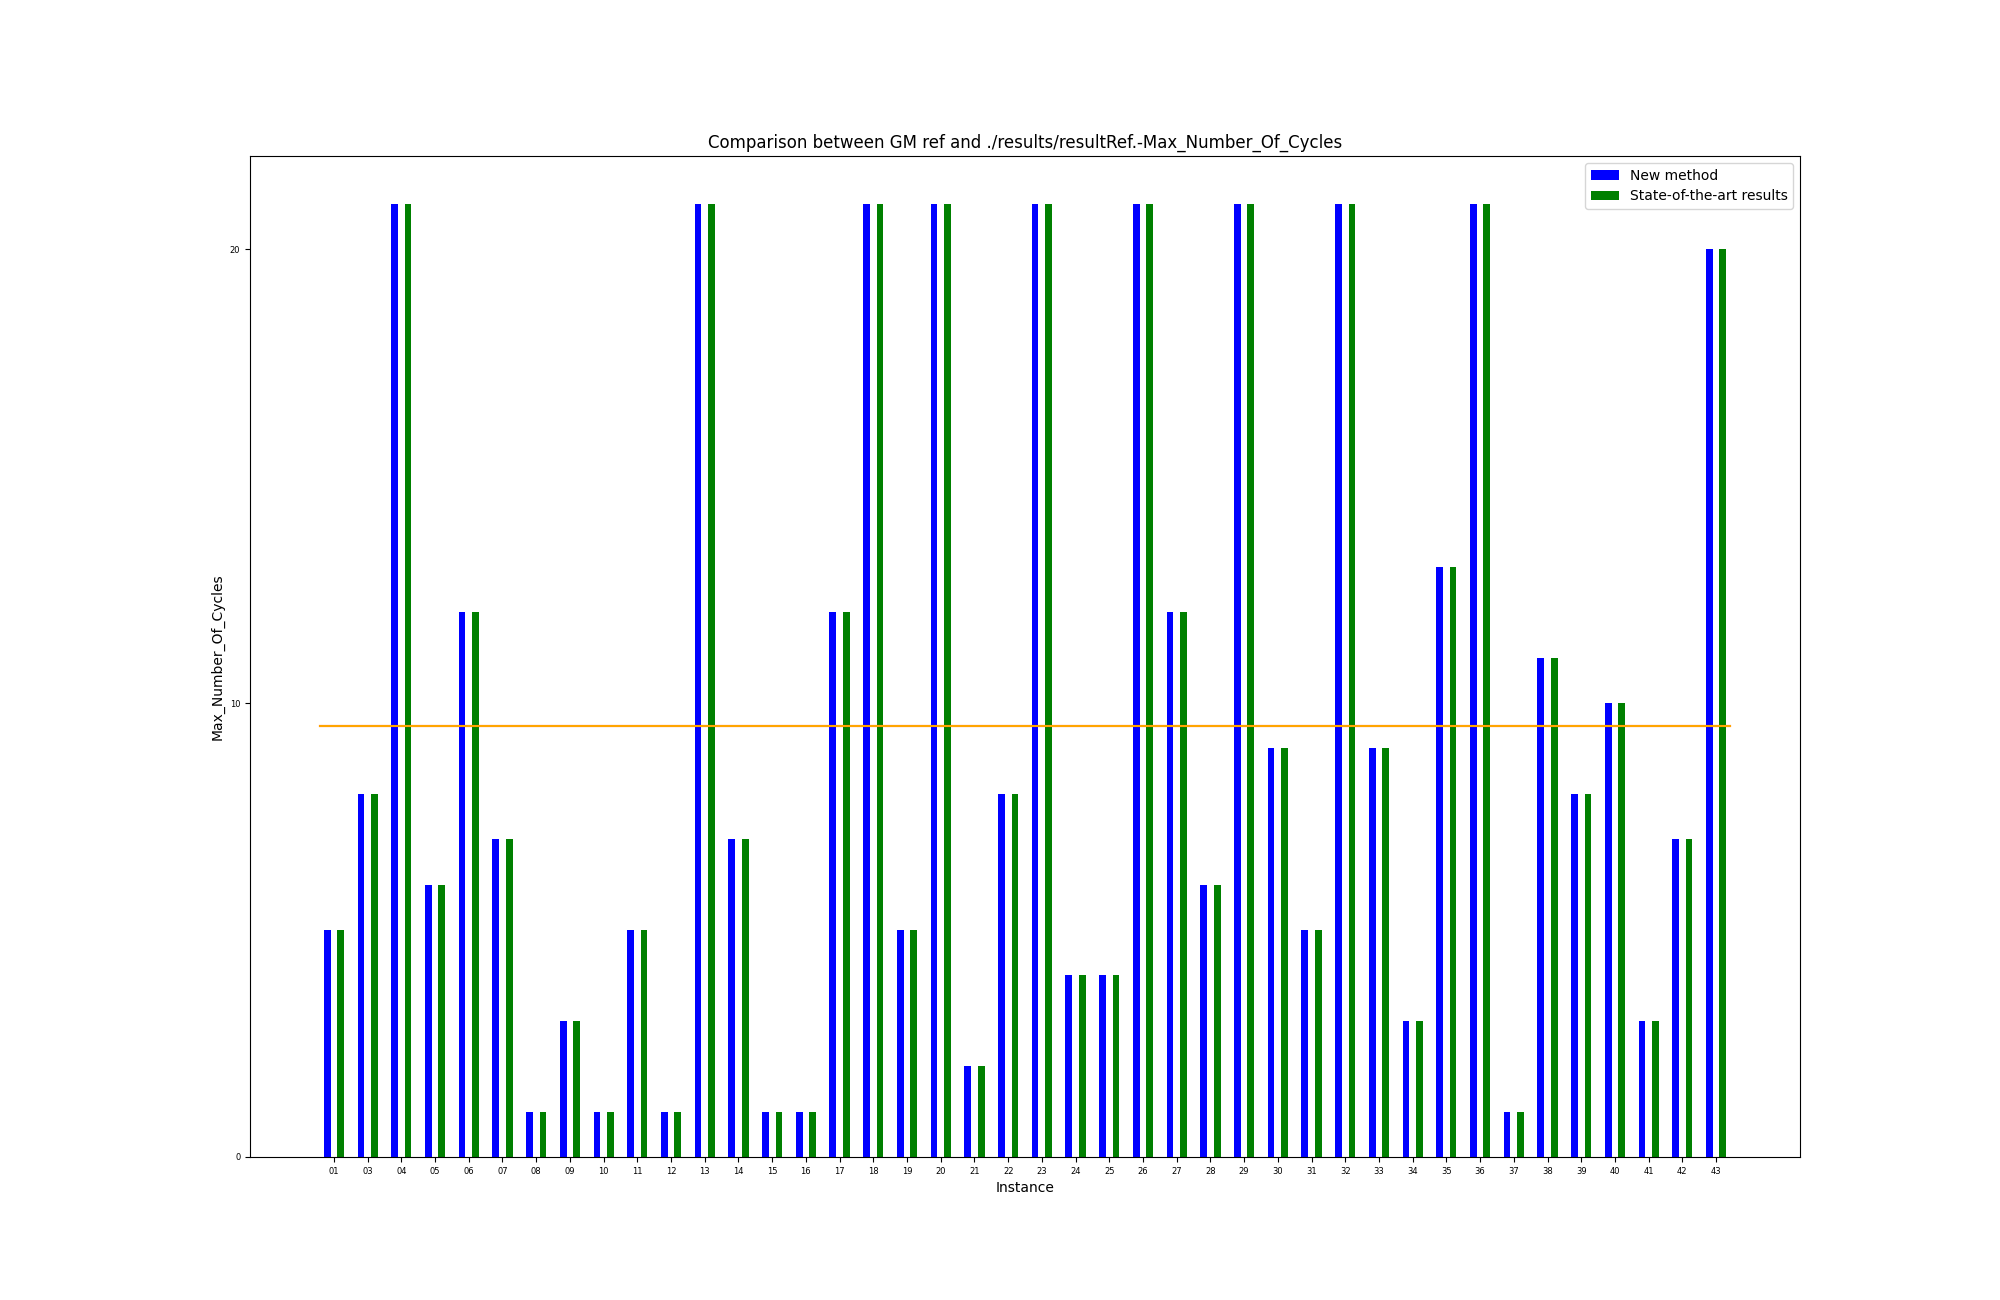 Comparison between GM ref and ./results/resultRef.-Max_Number_Of_Cycles
New method
State-of-the-art results
20
10
0
Max_Number_Of_Cycles
01 03 04 05 06 07 08 09 10 11 12 13 14 15 16 17 18 19 20 21 22 23 24 25 26 27 28 29 30 31 32 33 34 35 36 37 38 39 40 41 42 43
Instance